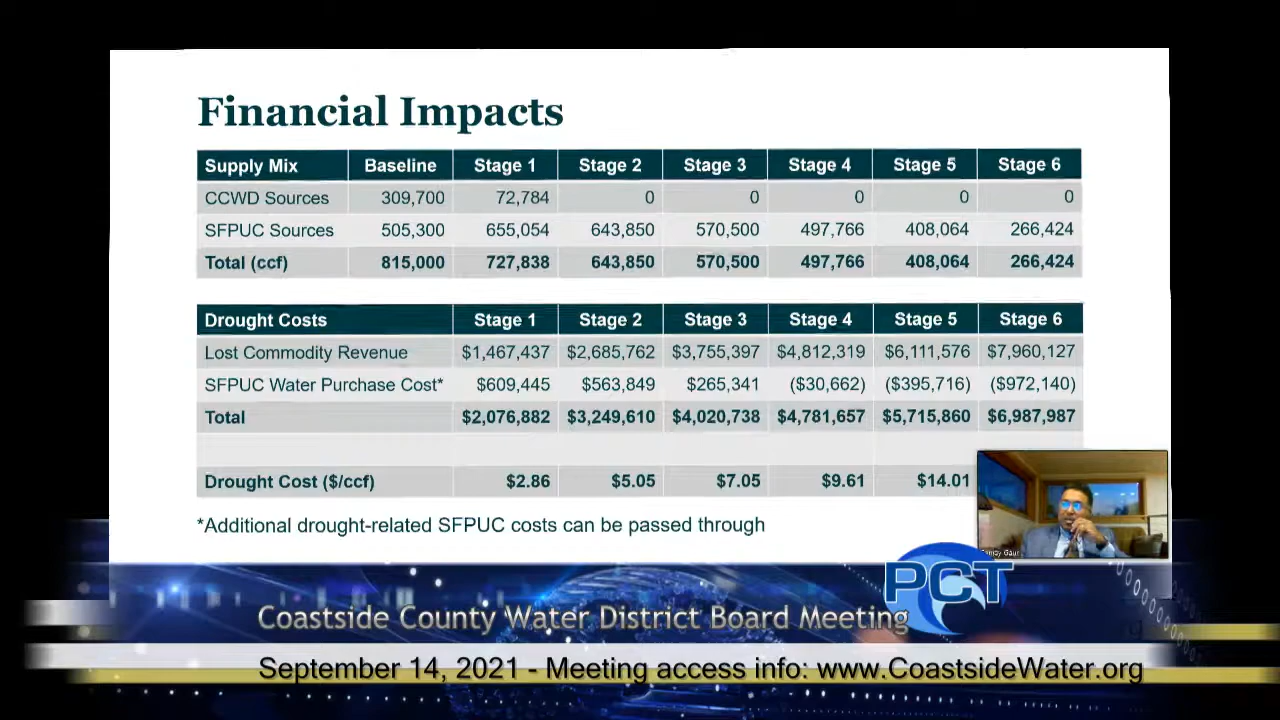 Financial Impacts
Supply Mix Baseline Stage 1 Stage 2 Stage 3 Stage 4 Stage 5 Stage 6
CCWD Sources 309,700 72,784 0 0 0 0 0
SFPUC Sources 505,300 655,054 643,850 570,500 497,766 408,064 266,424
Total (ccf) 815,000 727,838 643,850 570,500 497,766 408,064 266,424
Drought Costs Stage 1 Stage 2 Stage 3 Stage 4 Stage 5 Stage 6
Lost Commodity Revenue $1,467,437 $2,685,762 $3,755,397 $4,812,319 $6,111,576 $7,960,127
SFPUC Water Purchase Cost* $609,445 $563,849 $265,341 ($30,662) ($395,716) ($972,140)
Total $2,076,882 $3,249,610 $4,020,738 $4,781,657 $5,715,860 $6,987,987
Drought Cost ($/ccf) $2.86 $5.05 $7.05 $9.61 $14.01
*Additional drought-related SFPUC costs can be passed through
Sanjay Gaur
PCT
Coastside County Water District Board Meeting
September 14, 2021 - Meeting access info: www.CoastsideWater.org